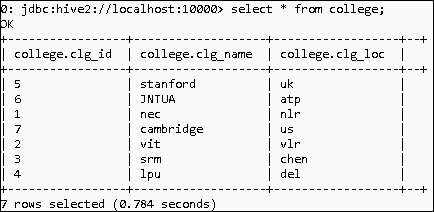 0: jdbc:hive2://localhost:10000> select * from college;
OK
+-----------------+-------------------+------------------+--+
| college.clg_id | college.clg_name | college.clg_loc |
+-----------------+-------------------+------------------+--+
| 5 | stanford | uk |
| 6 | JNTUA | atp |
| 1 | nec | nlr |
| 7 | cambridge | us |
| 2 | vit | vlr |
| 3 | srm | chen |
| 4 | lpu | del |
+-----------------+-------------------+------------------+--+
7 rows selected (0.784 seconds)